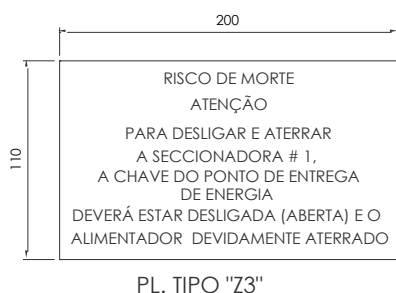 200
110
RISCO DE MORTE
ATENÇÃO
PARA DESLIGAR E ATERRAR
A SECCIONADORA # 1,
A CHAVE DO PONTO DE ENTREGA
DE ENERGIA
DEVERÁ ESTAR DESLIGADA (ABERTA) E O
ALIMENTADOR DEVIDAMENTE ATERRADO
PL. TIPO "Z3"